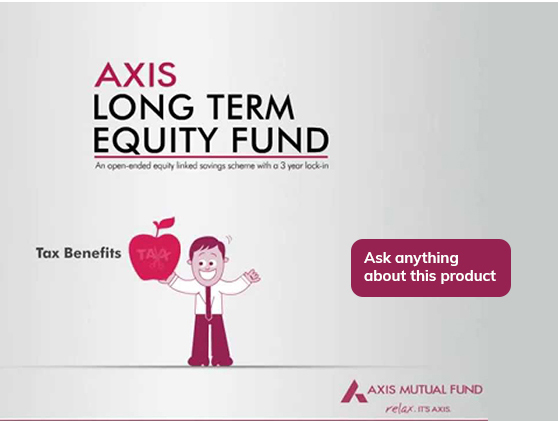 AXIS
LONG TERM
EQUITY FUND
An open-ended equity linked savings scheme with a 3 year lock-in
Tax Benefits
TAX
Ask anything
about this product
AXIS MUTUAL FUND
relax. IT'S AXIS.